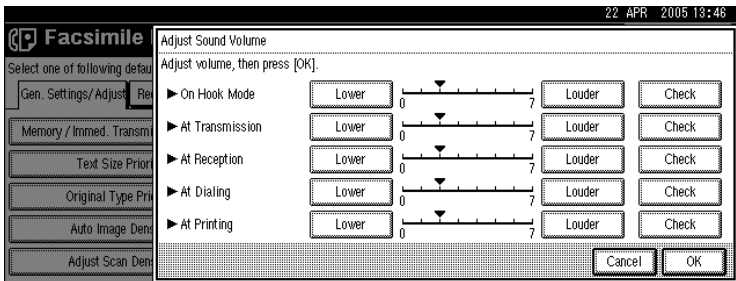 22 APR 2005 13:46
Facsimile
Select one of following defau
Gen. Settings/Adjust Re
Memory / Immed. Transmi
Text Size Priori
Original Type Pri
Auto Image Dens
Adjust Scan Dens
Adjust Sound Volume
Adjust volume, then press [OK].
▶ On Hook Mode Lower 0 7 Louder Check
▶ At Transmission Lower 0 7 Louder Check
▶ At Reception Lower 0 7 Louder Check
▶ At Dialing Lower 0 7 Louder Check
▶ At Printing Lower 0 7 Louder Check
Cancel OK